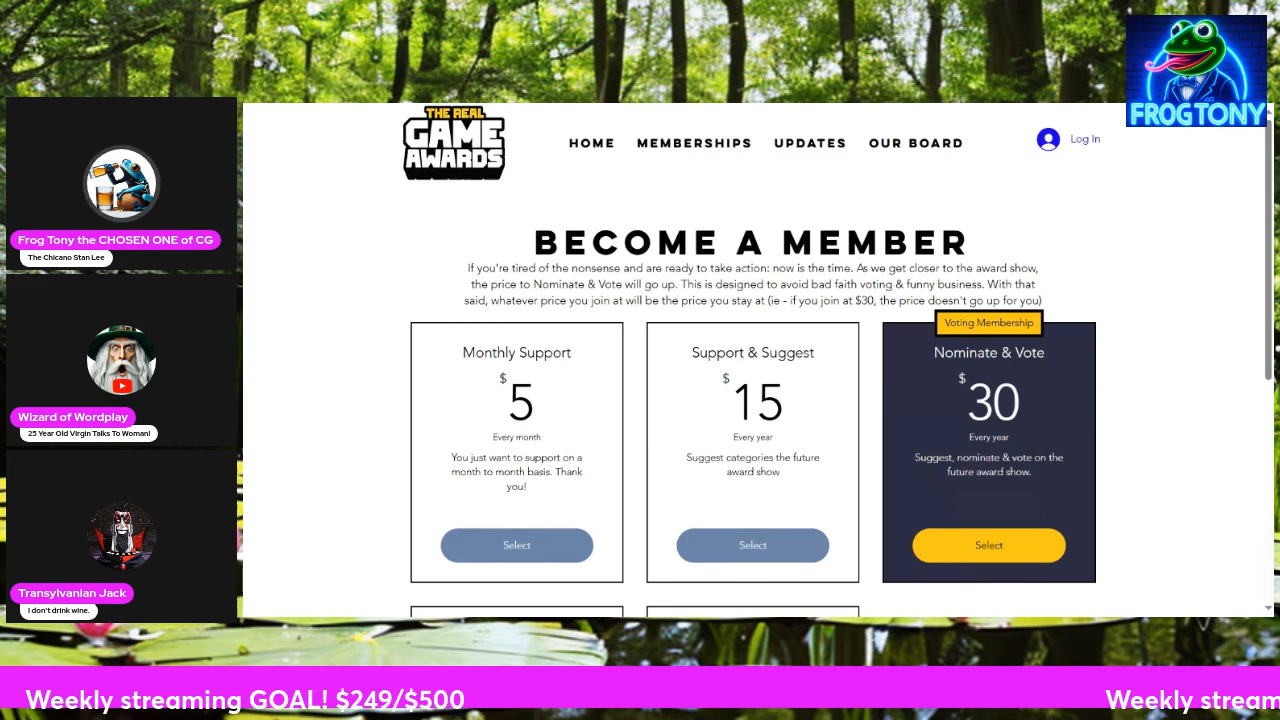 FROG TONY
Frog Tony the CHOSEN ONE of CG
The Chicano Stan Lee
Wizard of Wordplay
25 Year Old Virgin Talks To Woman!
Transylvanian Jack
I don't drink wine.
THE REAL
GAME
AWARDS
HOME MEMBERSHIPS UPDATES OUR BOARD
Log In
BECOME A MEMBER
If you're tired of the nonsense and are ready to take action: now is the time. As we get closer to the award show,
the price to Nominate & Vote will go up. This is designed to avoid bad faith voting & funny business. With that
said, whatever price you join at will be the price you stay at (ie - if you join at $30, the price doesn't go up for you)
Monthly Support
$5
Every month
You just want to support on a
month to month basis. Thank
you!
Select
Support & Suggest
$15
Every year
Suggest categories the future
award show
Select
Voting Membership
Nominate & Vote
$30
Every year
Suggest, nominate & vote on the
future award show.
Select
Weekly streaming GOAL! $249/$500
Weekly stream